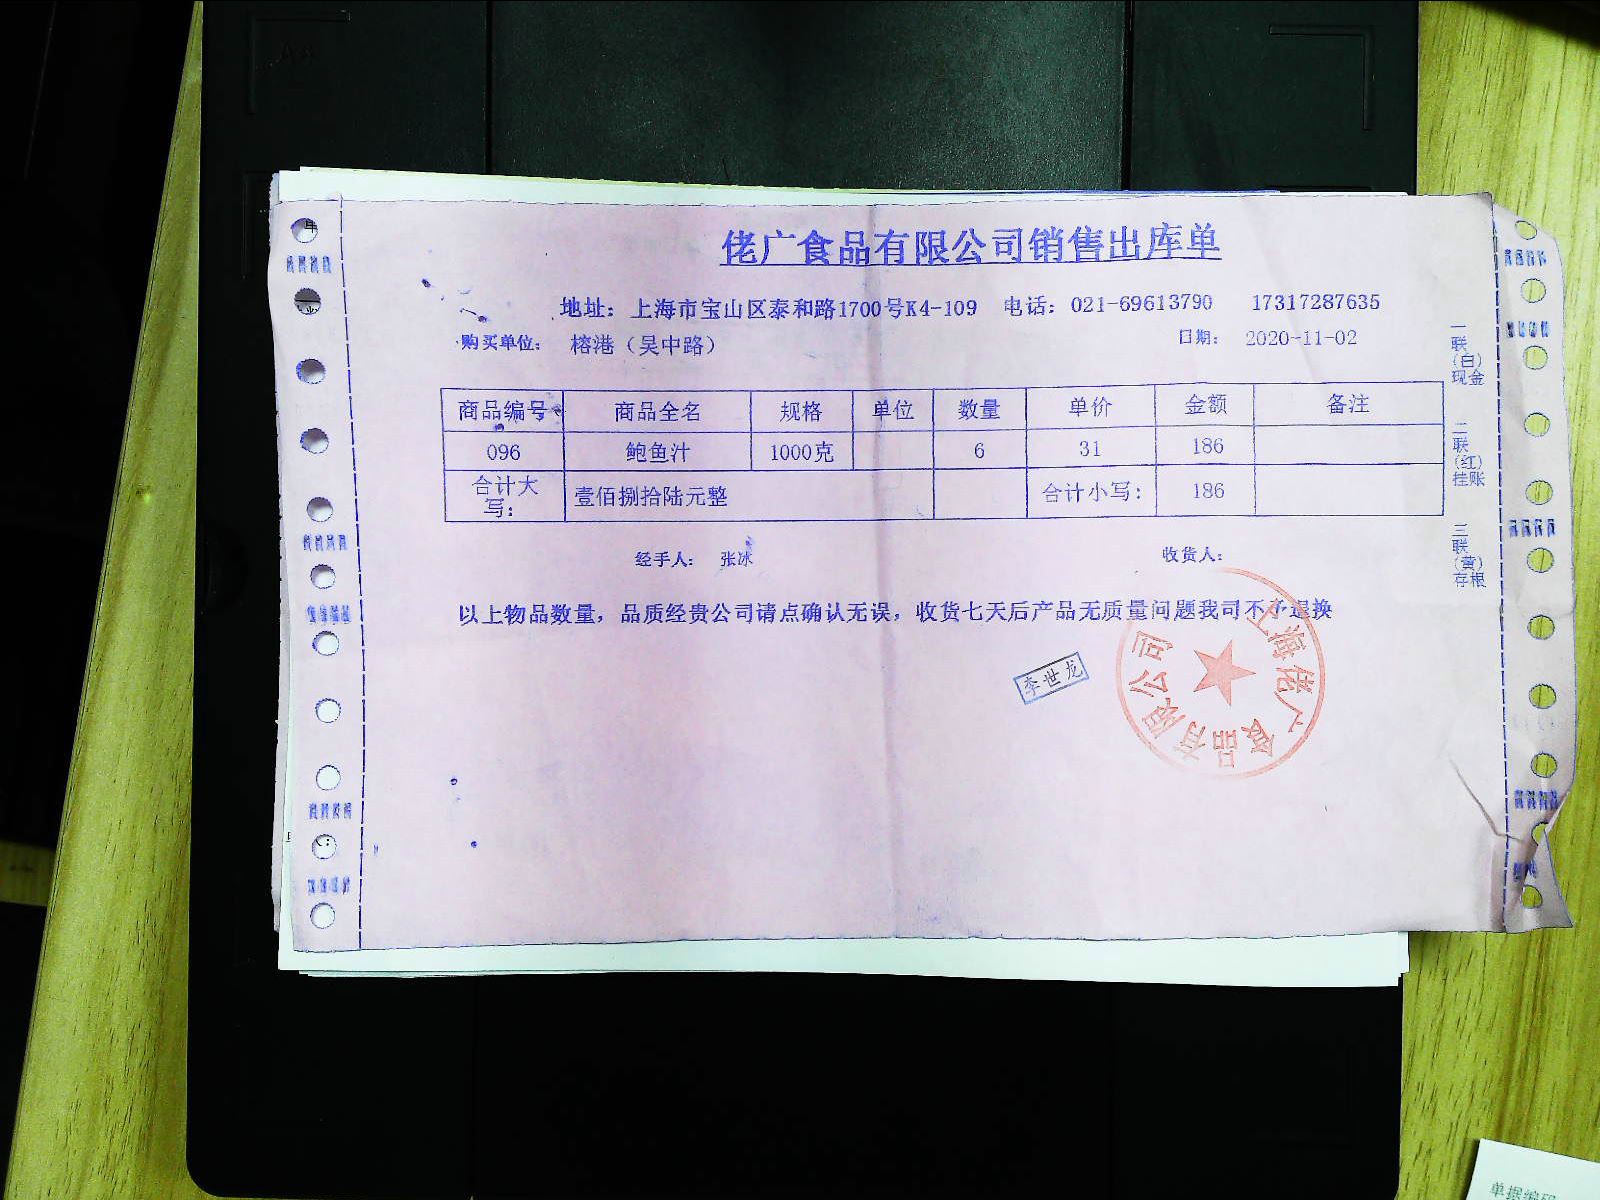 佬广食品有限公司销售出库单
地址：上海市宝山区泰和路1700号K4-109 电话：021-69613790 17317287635
购买单位： 榕港（吴中路） 日期： 2020-11-02
商品编号 商品全名 规格 单位 数量 单价 金额 备注
096 鲍鱼汁 1000克 6 31 186
合计大写： 壹佰捌拾陆元整 合计小写： 186
经手人： 张冰 收货人：
以上物品数量，品质经贵公司请点确认无误，收货七天后产品无质量问题我司不予退换
李世龙
上海佬广食品有限公司
一联（白）现金
二联（红）挂账
三联（黄）存根
单据编码